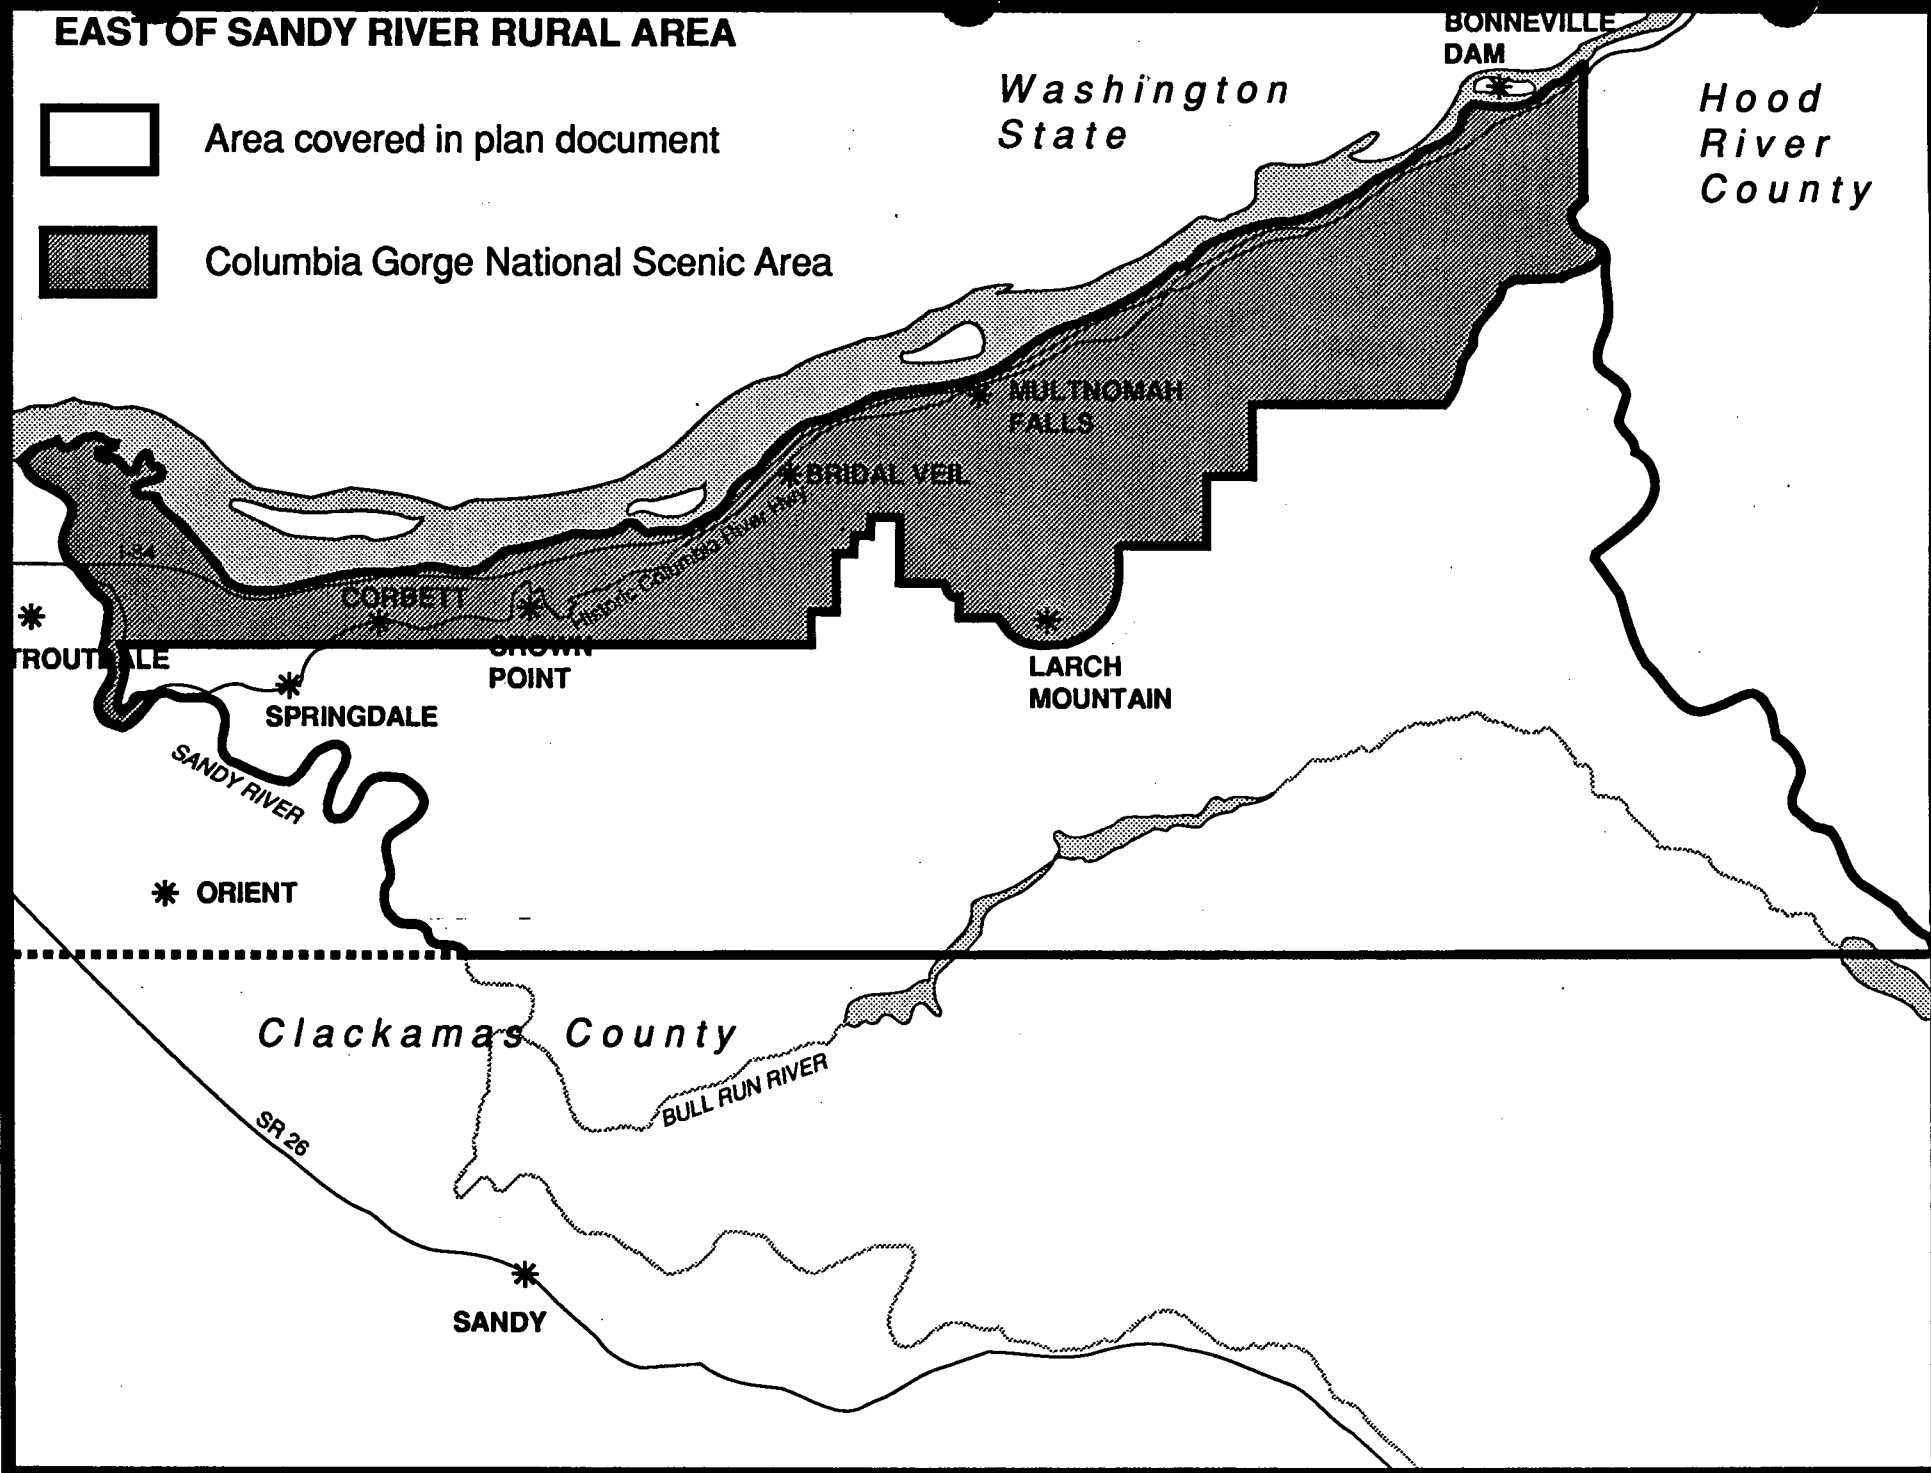 EAST OF SANDY RIVER RURAL AREA
BONNEVILLE
DAM
Washington
State
Hood
River
County
Area covered in plan document
Columbia Gorge National Scenic Area
MULTNOMAH
FALLS
BRIDAL VEIL
Historic Columbia River Hwy
I-84
CORBETT
CROWN
POINT
TROUTDALE
LARCH
MOUNTAIN
SPRINGDALE
SANDY RIVER
ORIENT
Clackamas County
BULL RUN RIVER
SR 26
SANDY